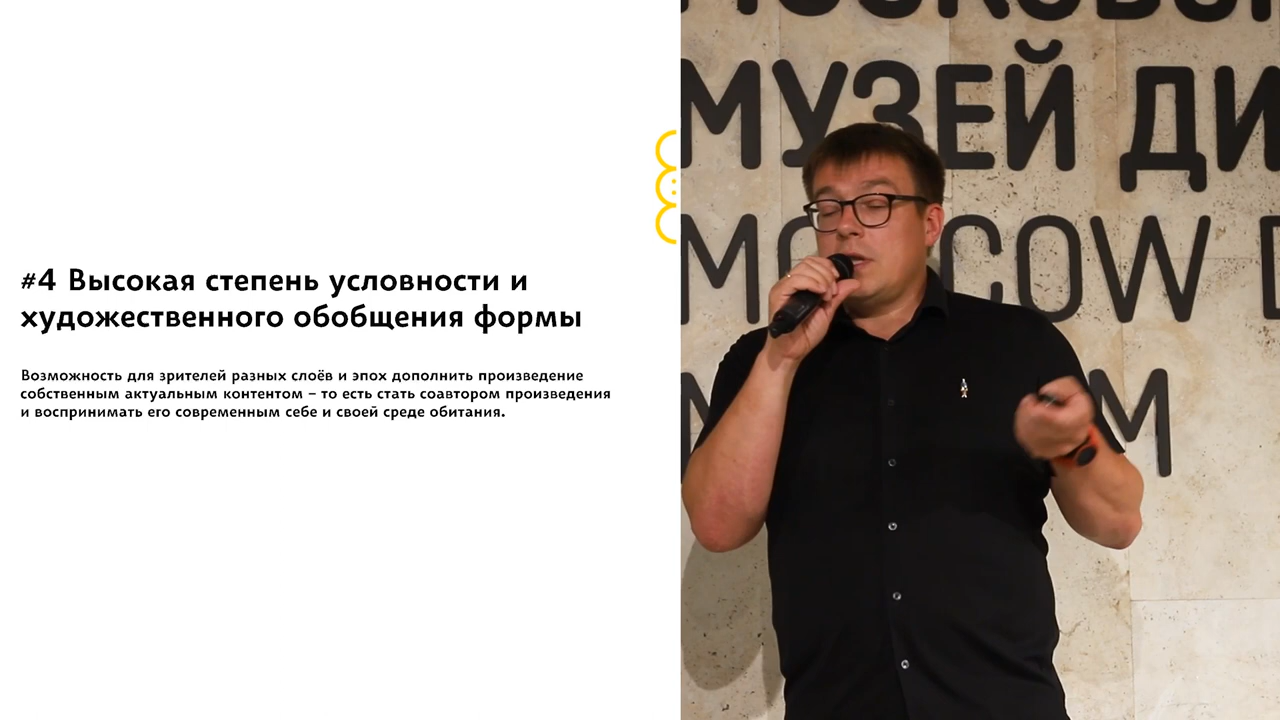 #4 Высокая степень условности и
художественного обобщения формы
Возможность для зрителей разных слоёв и эпох дополнить произведение
собственным актуальным контентом – то есть стать соавтором произведения
и воспринимать его современным себе и своей среде обитания.
МУЗЕЙ ДИ
MOSCOW D
M